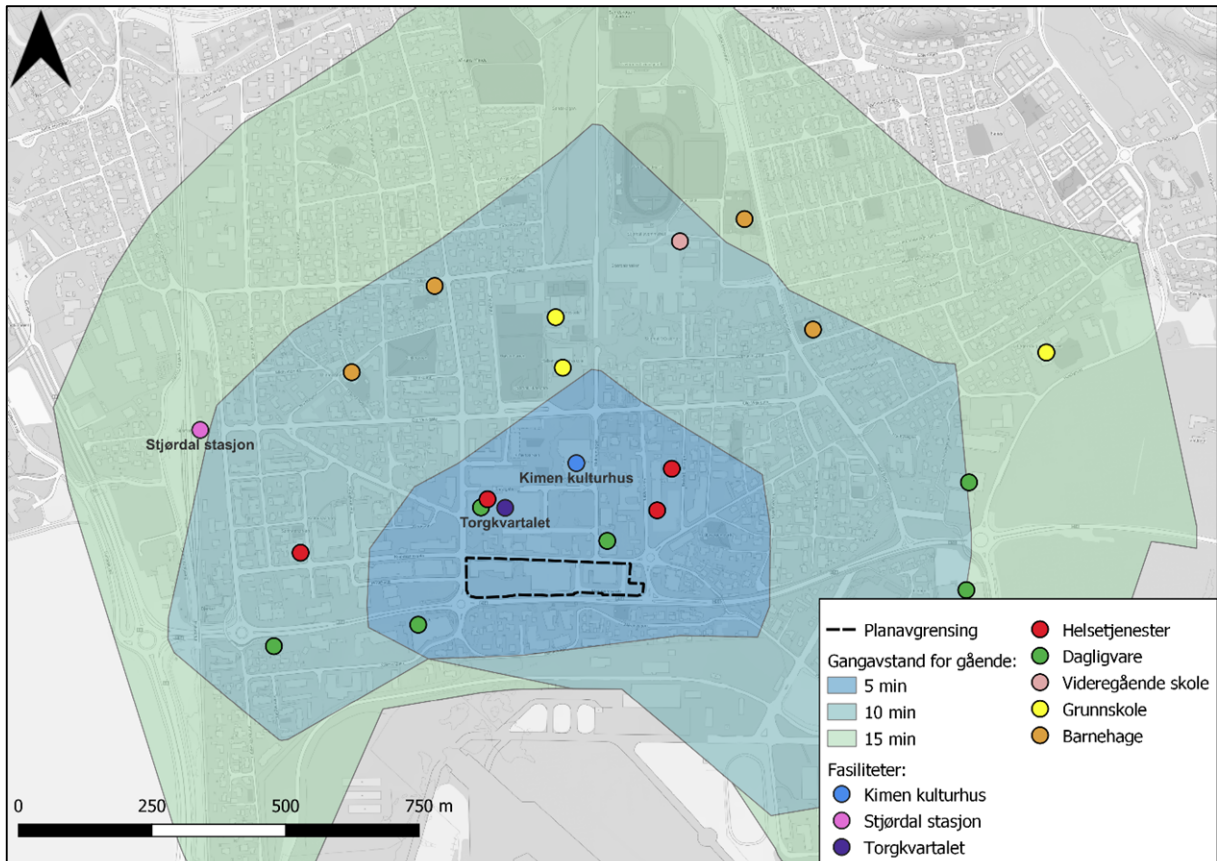 Stjørdal stasjon
Kimen kulturhus
Torgkvartalet
0 250 500 750 m
Planavgrensing
Gangavstand for gående:
5 min
10 min
15 min
Fasiliteter:
Kimen kulturhus
Stjørdal stasjon
Torgkvartalet
Helsetjenester
Dagligvare
Videregående skole
Grunnskole
Barnehage